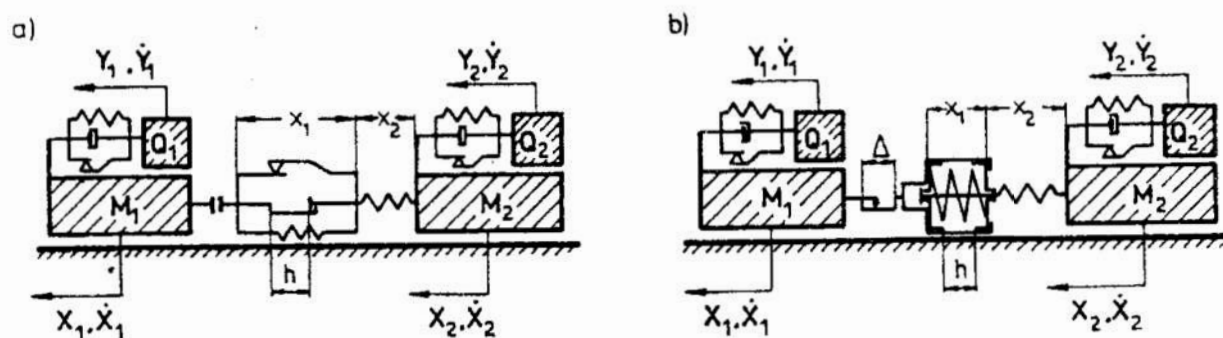 a)
Y₁.Ẏ₁
Y₂.Ẏ₂
x₁
x₂
Q₁
Q₂
M₁
M₂
h
X₁.Ẋ₁
X₂.Ẋ₂
b)
Y₁.Ẏ₁
Y₂.Ẏ₂
x₁
x₂
Q₁
Δ
Q₂
M₁
M₂
h
X₁.Ẋ₁
X₂.Ẋ₂